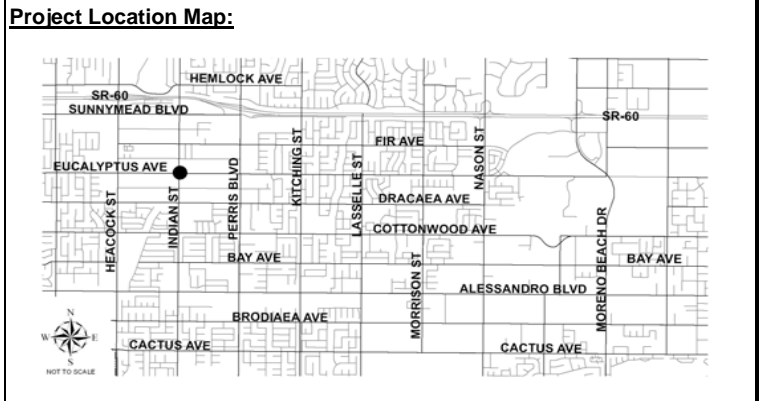 Project Location Map:
HEMLOCK AVE
SR-60
SUNNYMEAD BLVD
SR-60
FIR AVE
EUCALYPTUS AVE
HEACOCK ST
INDIAN ST
PERRIS BLVD
KITCHING ST
LASSELLE ST
NASON ST
DRACAEA AVE
COTTONWOOD AVE
BAY AVE
MORRISON ST
MORENO BEACH DR
BAY AVE
ALESSANDRO BLVD
BRODIAEA AVE
CACTUS AVE
CACTUS AVE
N
W
E
S
NOT TO SCALE